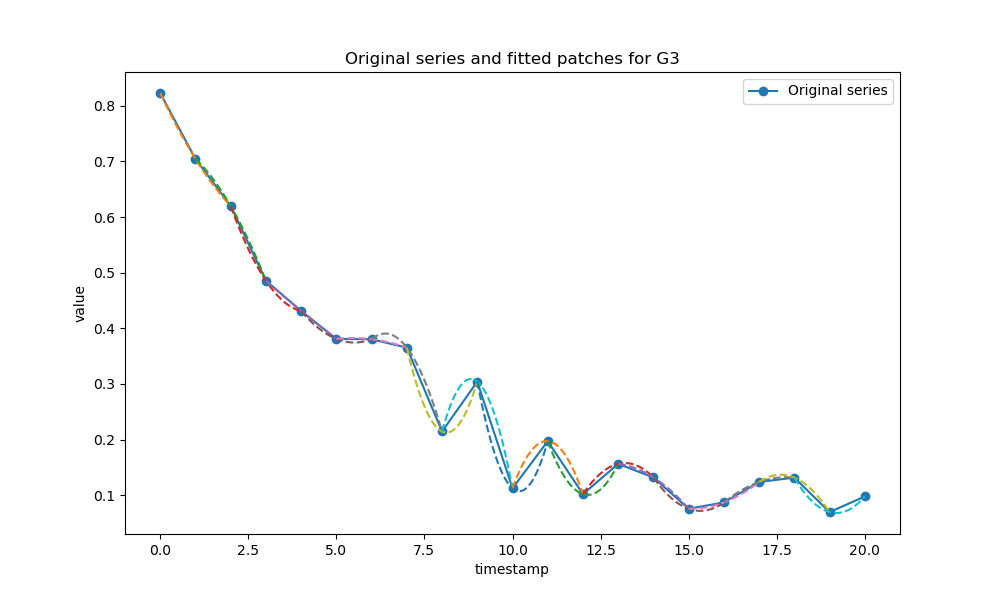 Original series and fitted patches for G3
Original series
value
0.8
0.7
0.6
0.5
0.4
0.3
0.2
0.1
0.0 2.5 5.0 7.5 10.0 12.5 15.0 17.5 20.0
timestamp